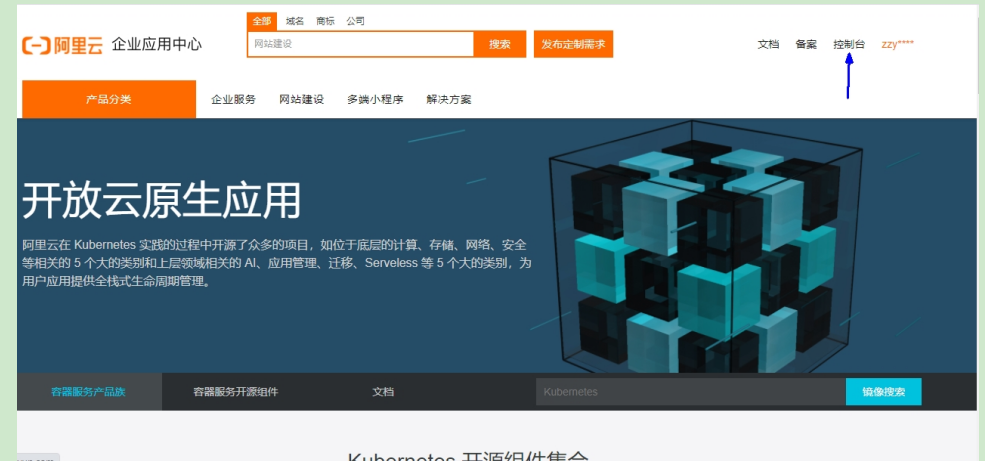 全部 域名 商标 公司
阿里云 企业应用中心
网站建设 搜索 发布定制需求
文档 备案 控制台 zzy****
产品分类 企业服务 网站建设 多端小程序 解决方案
开放云原生应用
阿里云在 Kubernetes 实践的过程中开源了众多的项目，如位于底层的计算、存储、网络、安全
等相关的 5 个大的类别和上层领域相关的 AI、应用管理、迁移、Serveless 等 5 个大的类别，为
用户应用提供全栈式生命周期管理。
容器服务产品族 容器服务开源组件 文档 Kubernetes 镜像搜索
Kubernetes 开源组件集合